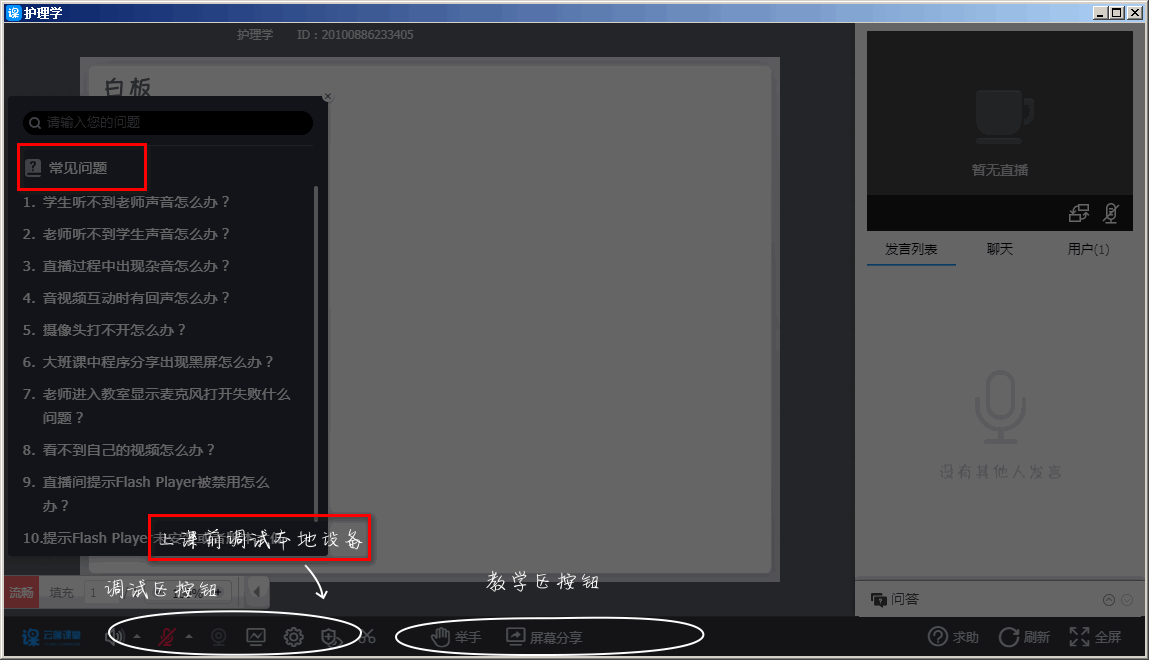 护理学
护理学 ID：20100886233405
白板
请输入您的问题
常见问题
1. 学生听不到老师声音怎么办？
2. 老师听不到学生声音怎么办？
3. 直播过程中出现杂音怎么办？
4. 音视频互动时有回声怎么办？
5. 摄像头打不开怎么办？
6. 大班课中程序分享出现黑屏怎么办？
7. 老师进入教室显示麦克风打开失败什么
问题？
8. 看不到自己的视频怎么办？
9. 直播间提示Flash Player被禁用怎么
办？
10.提示Flash Player
上课前调试本地设备
暂无直播
发言列表 聊天 用户(1)
没有其他人发言
问答
流畅 填充 1
调试区按钮
教学区按钮
举手 屏幕分享
求助 刷新 全屏